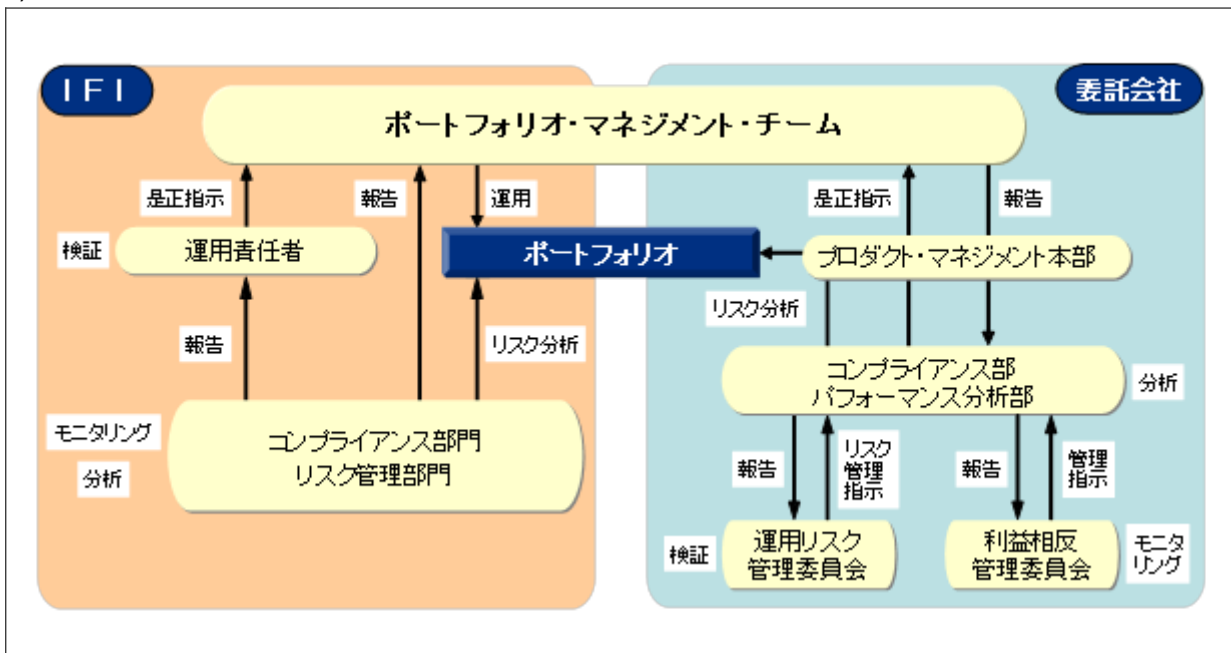 IFI
委託会社
ポートフォリオ・マネジメント・チーム
是正指示
報告
運用
是正指示
報告
検証
運用責任者
ポートフォリオ
プロダクト・マネジメント本部
リスク分析
報告
リスク分析
コンプライアンス部
パフォーマンス分析部
分析
モニタリング
分析
コンプライアンス部門
リスク管理部門
報告
リスク
管理
指示
報告
管理
指示
検証
運用リスク
管理委員会
利益相反
管理委員会
モニタ
リング